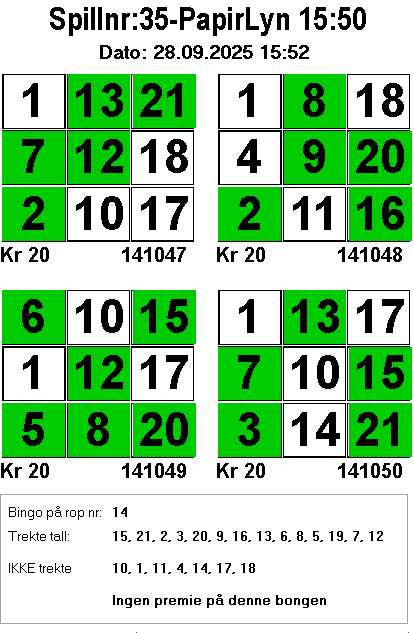 Spillnr:35-PapirLyn 15:50
Dato: 28.09.2025 15:52
1 13 21
7 12 18
2 10 17
Kr 20 141047
1 8 18
4 9 20
2 11 16
Kr 20 141048
6 10 15
1 12 17
5 8 20
Kr 20 141049
1 13 17
7 10 15
3 14 21
Kr 20 141050
Bingo på rop nr: 14
Trekte tall: 15, 21, 2, 3, 20, 9, 16, 13, 6, 8, 5, 19, 7, 12
IKKE trekte 10, 1, 11, 4, 14, 17, 18
Ingen premie på denne bongen